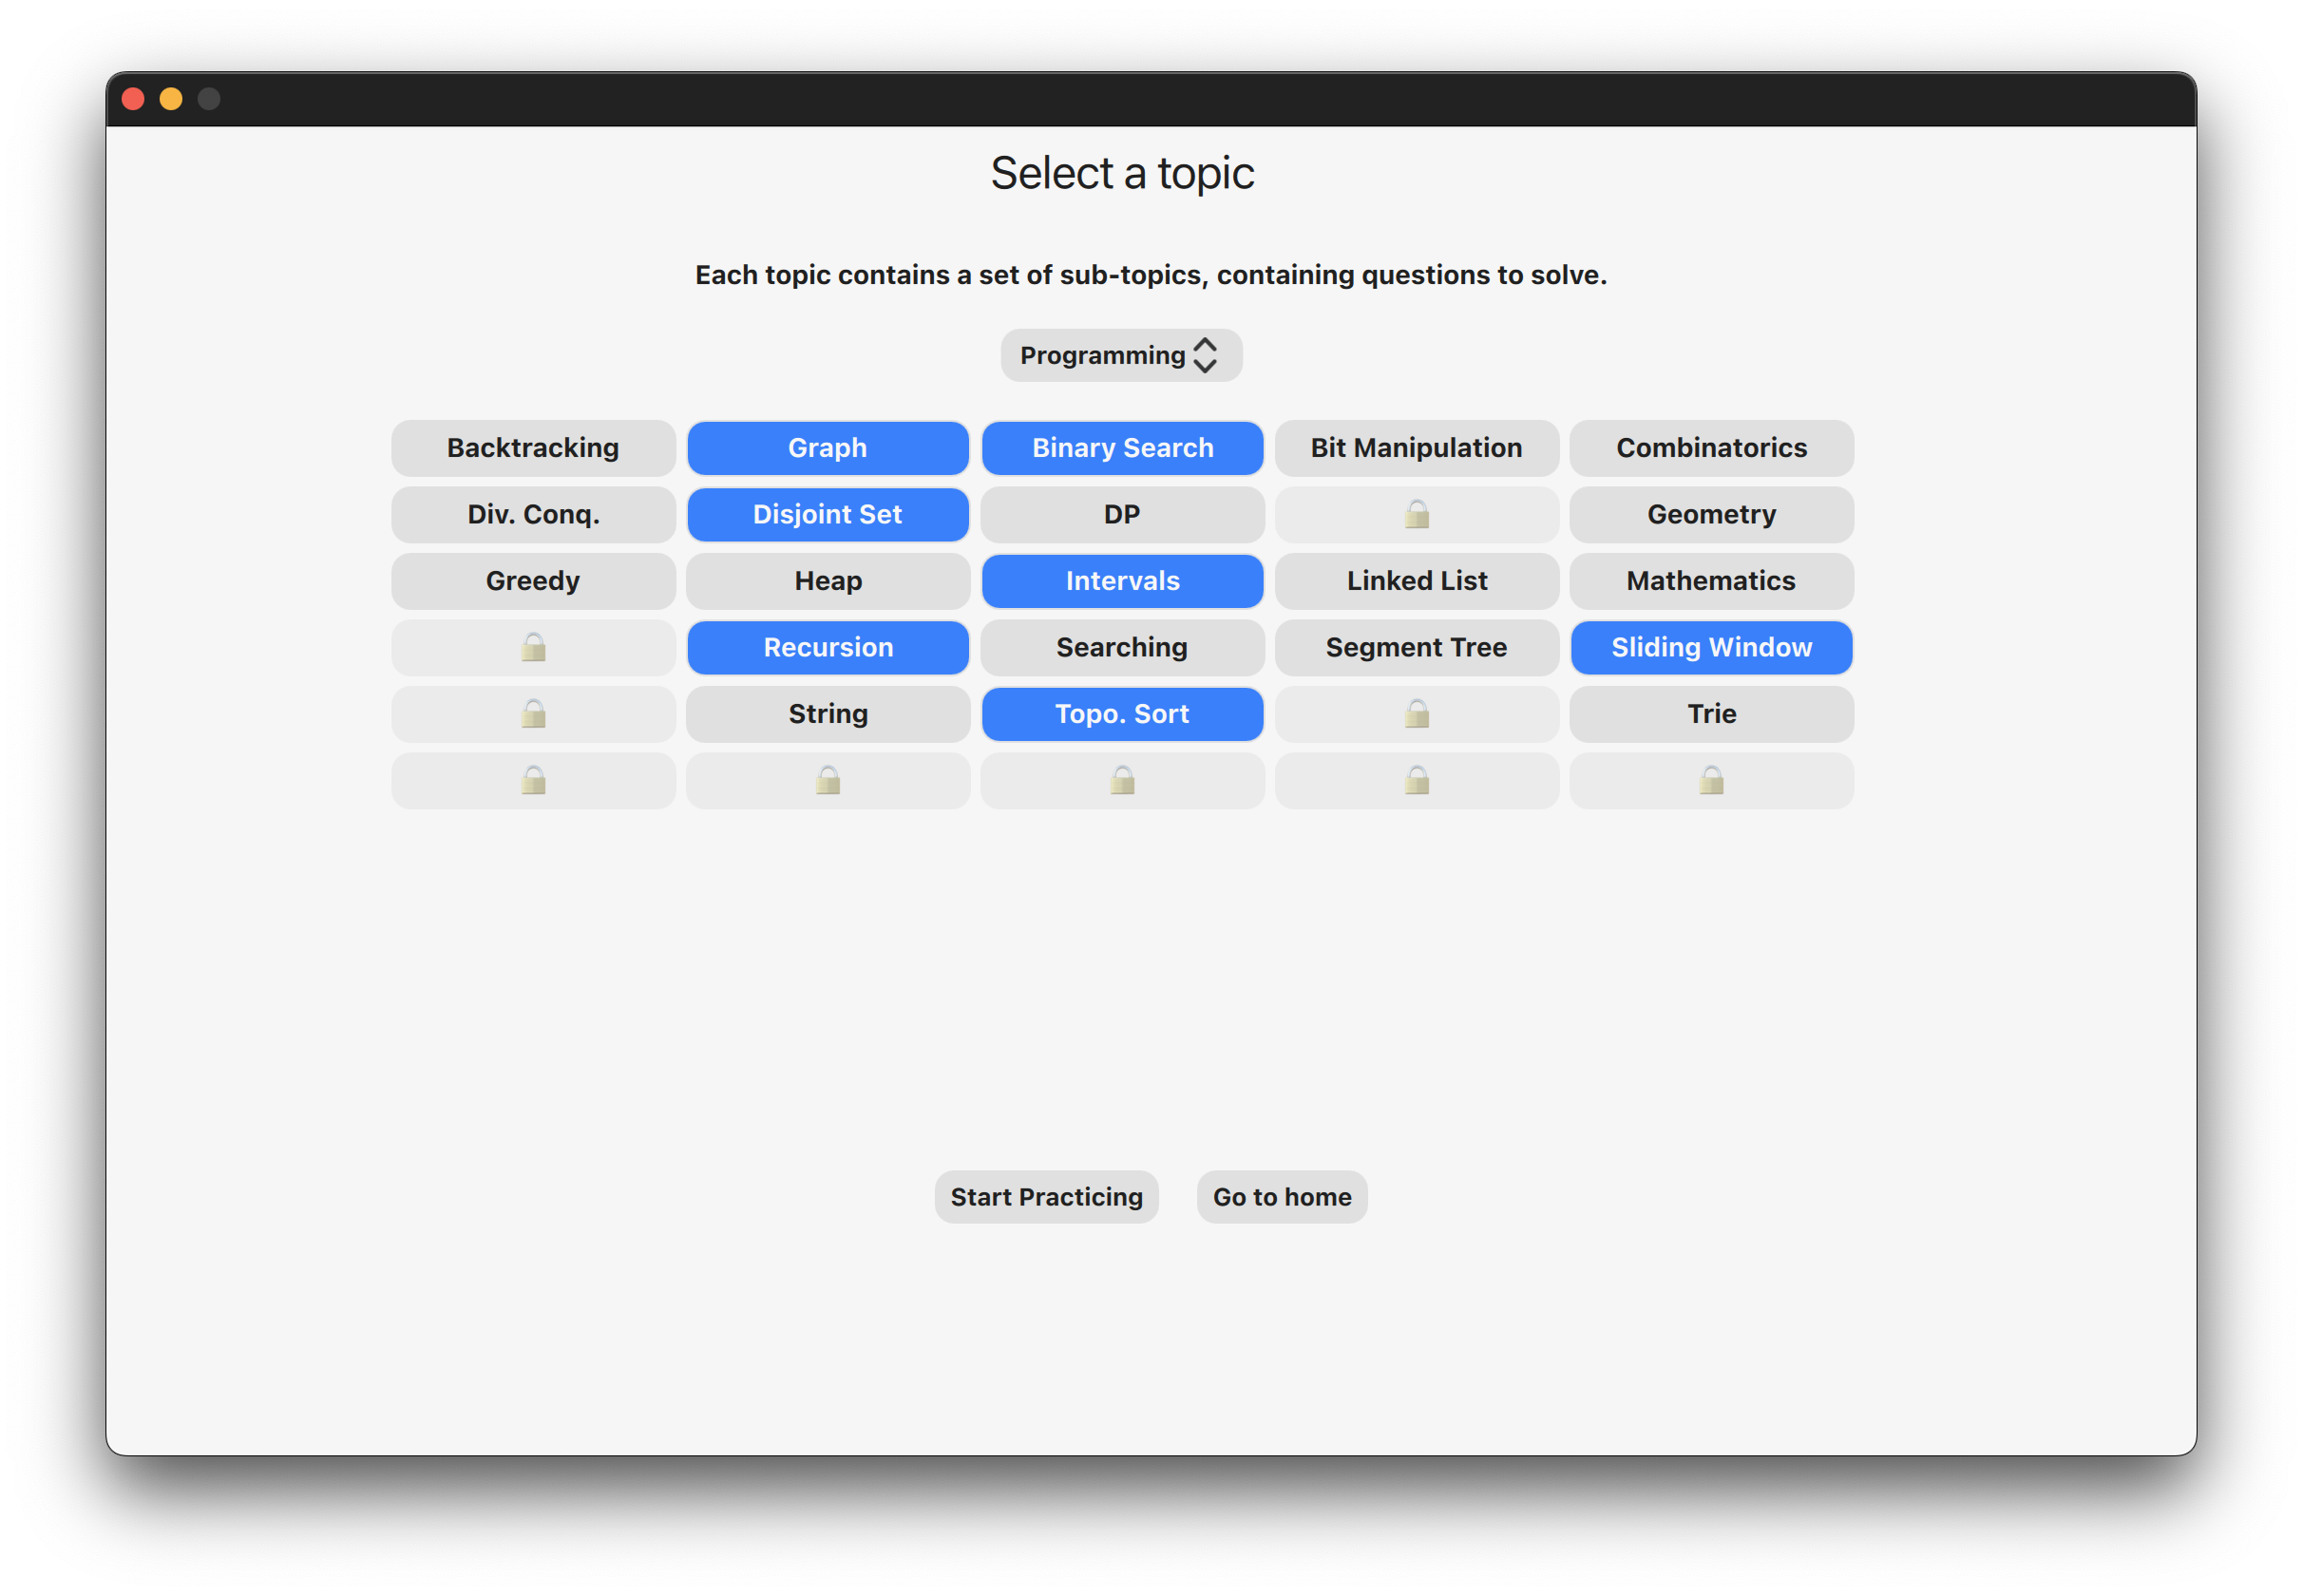 Select a topic
Each topic contains a set of sub-topics, containing questions to solve.
Programming
Backtracking Graph Binary Search Bit Manipulation Combinatorics
Div. Conq. Disjoint Set DP Geometry
Greedy Heap Intervals Linked List Mathematics
Recursion Searching Segment Tree Sliding Window
String Topo. Sort Trie
Start Practicing Go to home